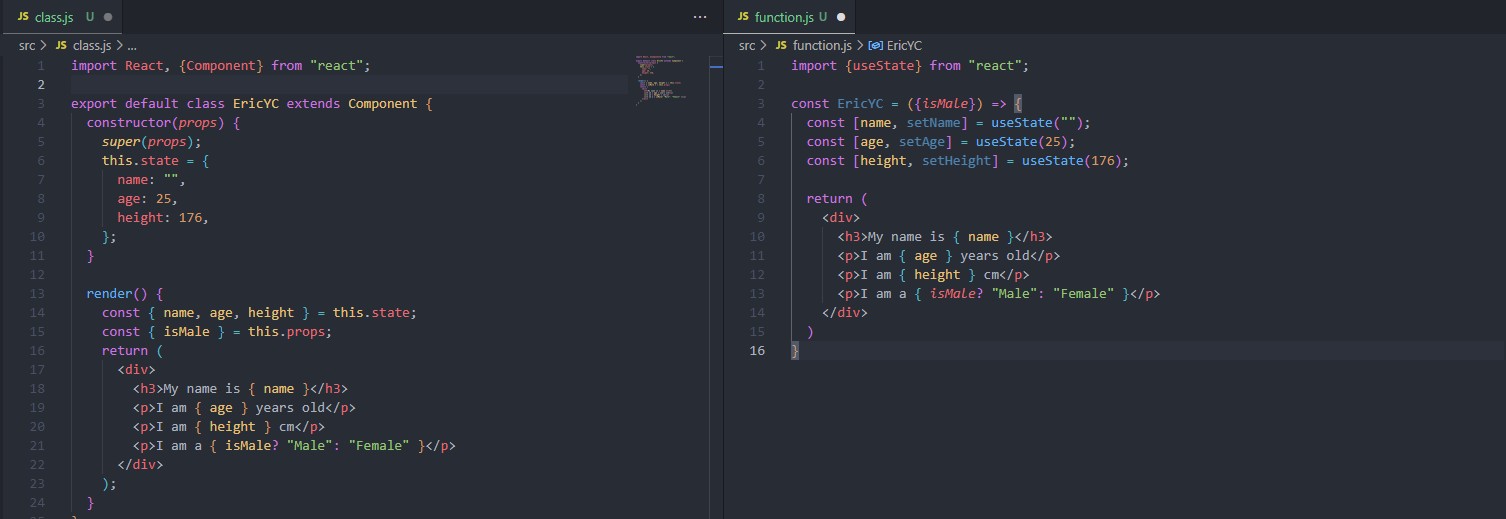 JS class.js U ● ...
src > JS class.js > ...
1 import React, {Component} from "react";
2
3 export default class EricYC extends Component {
4   constructor(props) {
5     super(props);
6     this.state = {
7       name: "",
8       age: 25,
9       height: 176,
10     };
11   }
12
13   render() {
14     const { name, age, height } = this.state;
15     const { isMale } = this.props;
16     return (
17       <div>
18         <h3>My name is { name }</h3>
19         <p>I am { age } years old</p>
20         <p>I am { height } cm</p>
21         <p>I am a { isMale? "Male": "Female" }</p>
22       </div>
23     );
24   }
JS function.js U ●
src > JS function.js > EricYC
1 import {useState} from "react";
2
3 const EricYC = ({isMale}) => {
4   const [name, setName] = useState("");
5   const [age, setAge] = useState(25);
6   const [height, setHeight] = useState(176);
7
8   return (
9     <div>
10       <h3>My name is { name }</h3>
11       <p>I am { age } years old</p>
12       <p>I am { height } cm</p>
13       <p>I am a { isMale? "Male": "Female" }</p>
14     </div>
15   )
16 }